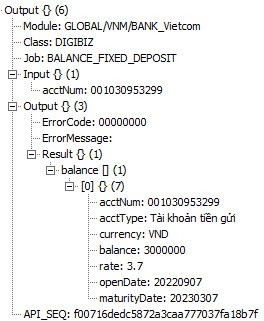 Output {} (6)
Module: GLOBAL/VNM/BANK_Vietcom
Class: DIGIBIZ
Job: BALANCE_FIXED_DEPOSIT
Input {} (1)
acctNum: 001030953299
Output {} (3)
ErrorCode: 00000000
ErrorMessage:
Result {} (1)
balance [] (1)
[0] {} (7)
acctNum: 001030953299
acctType: Tài khoản tiền gửi
currency: VND
balance: 3000000
rate: 3.7
openDate: 20220907
maturityDate: 20230307
API_SEQ: f00716dedc5872a3caa777037fa18b7f